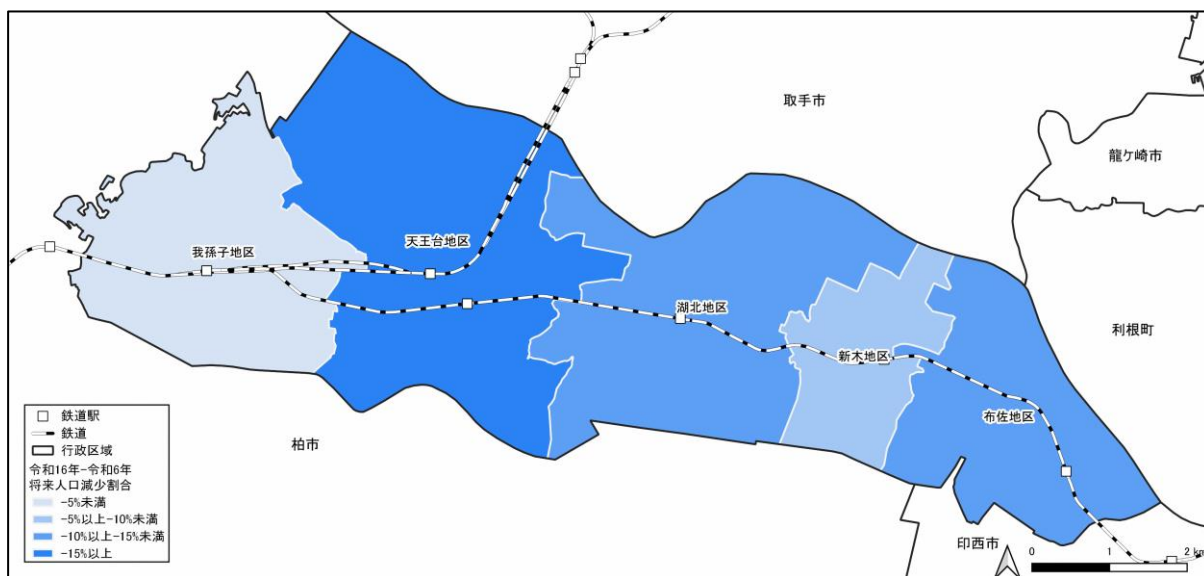 取手市
龍ケ崎市
天王台地区
我孫子地区
湖北地区
利根町
新木地区
布佐地区
柏市
印西市
鉄道駅
鉄道
行政区域
令和16年-令和6年
将来人口減少割合
-5%未満
-5%以上-10%未満
-10%以上-15%未満
-15%以上
0 1 2 km